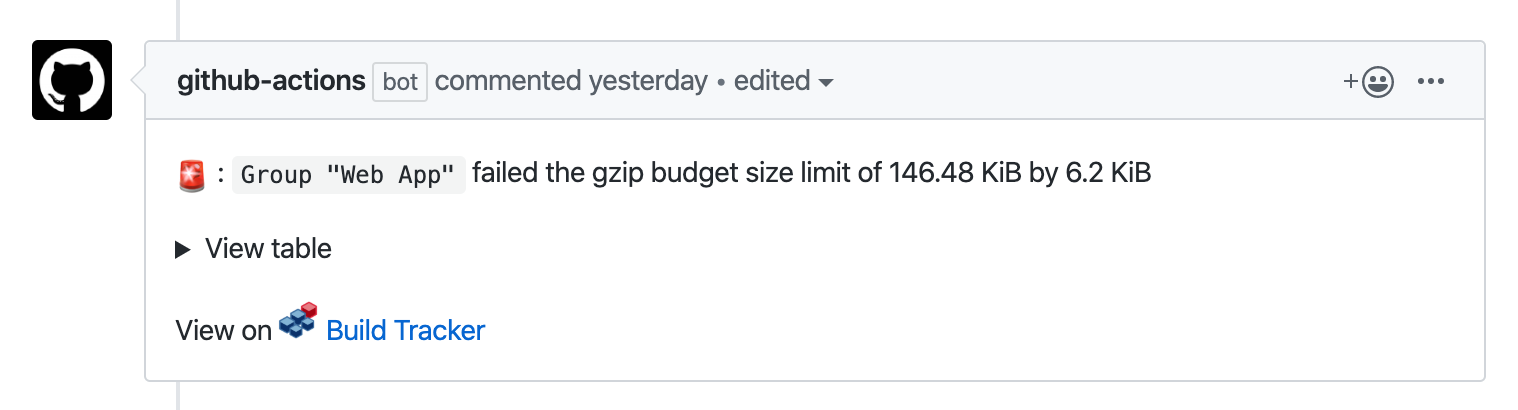 github-actions bot commented yesterday • edited
: Group "Web App" failed the gzip budget size limit of 146.48 KiB by 6.2 KiB
View table
View on Build Tracker